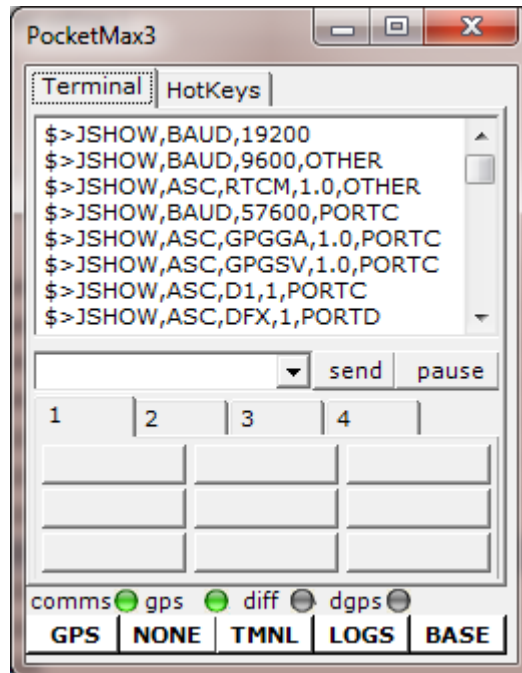 PocketMax3
Terminal HotKeys
$>JSHOW,BAUD,19200
$>JSHOW,BAUD,9600,OTHER
$>JSHOW,ASC,RTCM,1.0,OTHER
$>JSHOW,BAUD,57600,PORTC
$>JSHOW,ASC,GPGGA,1.0,PORTC
$>JSHOW,ASC,GPGSV,1.0,PORTC
$>JSHOW,ASC,D1,1,PORTC
$>JSHOW,ASC,DFX,1,PORTD
send pause
1 2 3 4
comms gps diff dgps
GPS NONE TMNL LOGS BASE